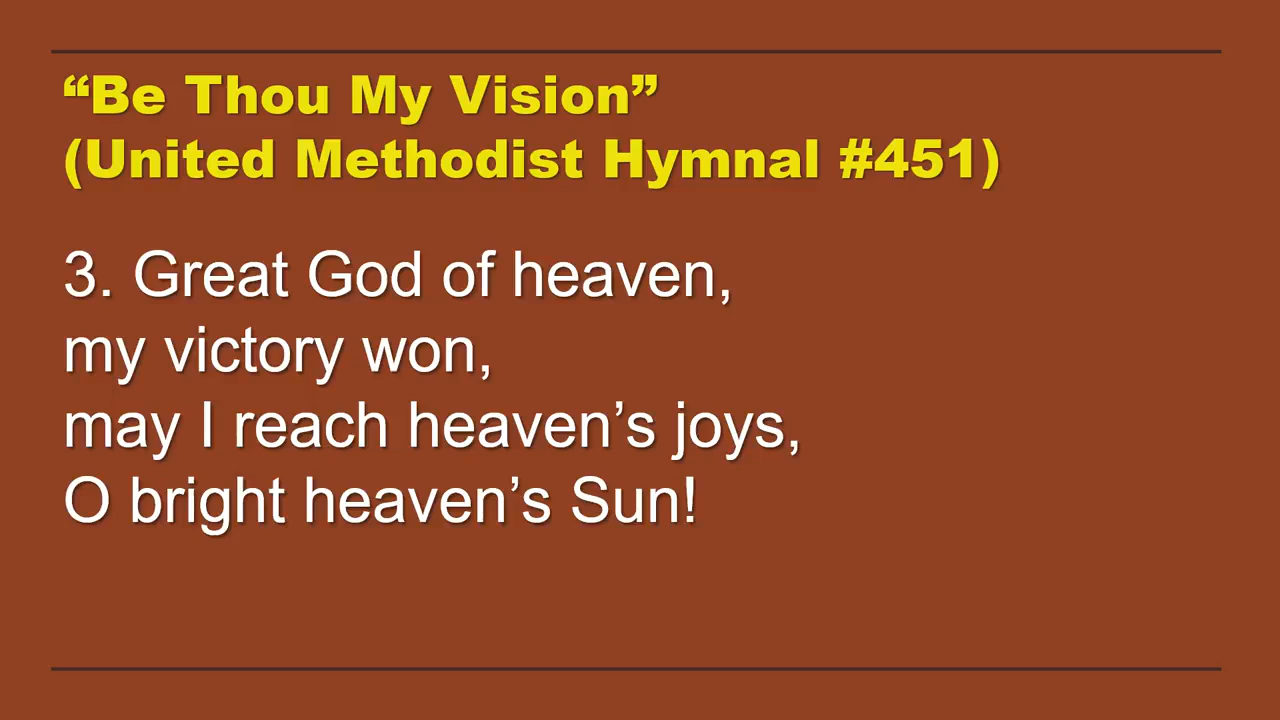 “Be Thou My Vision”
(United Methodist Hymnal #451)
3. Great God of heaven,
my victory won,
may I reach heaven’s joys,
O bright heaven’s Sun!